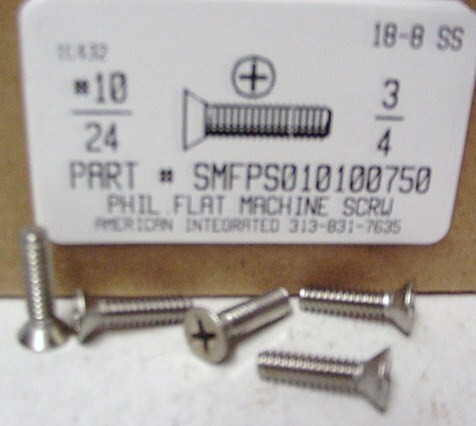 18-8 SS
#10
24
3
4
PART # SMFPS010100750
PHIL FLAT MACHINE SCRW
AMERICAN INTEGRATED 313-831-7635